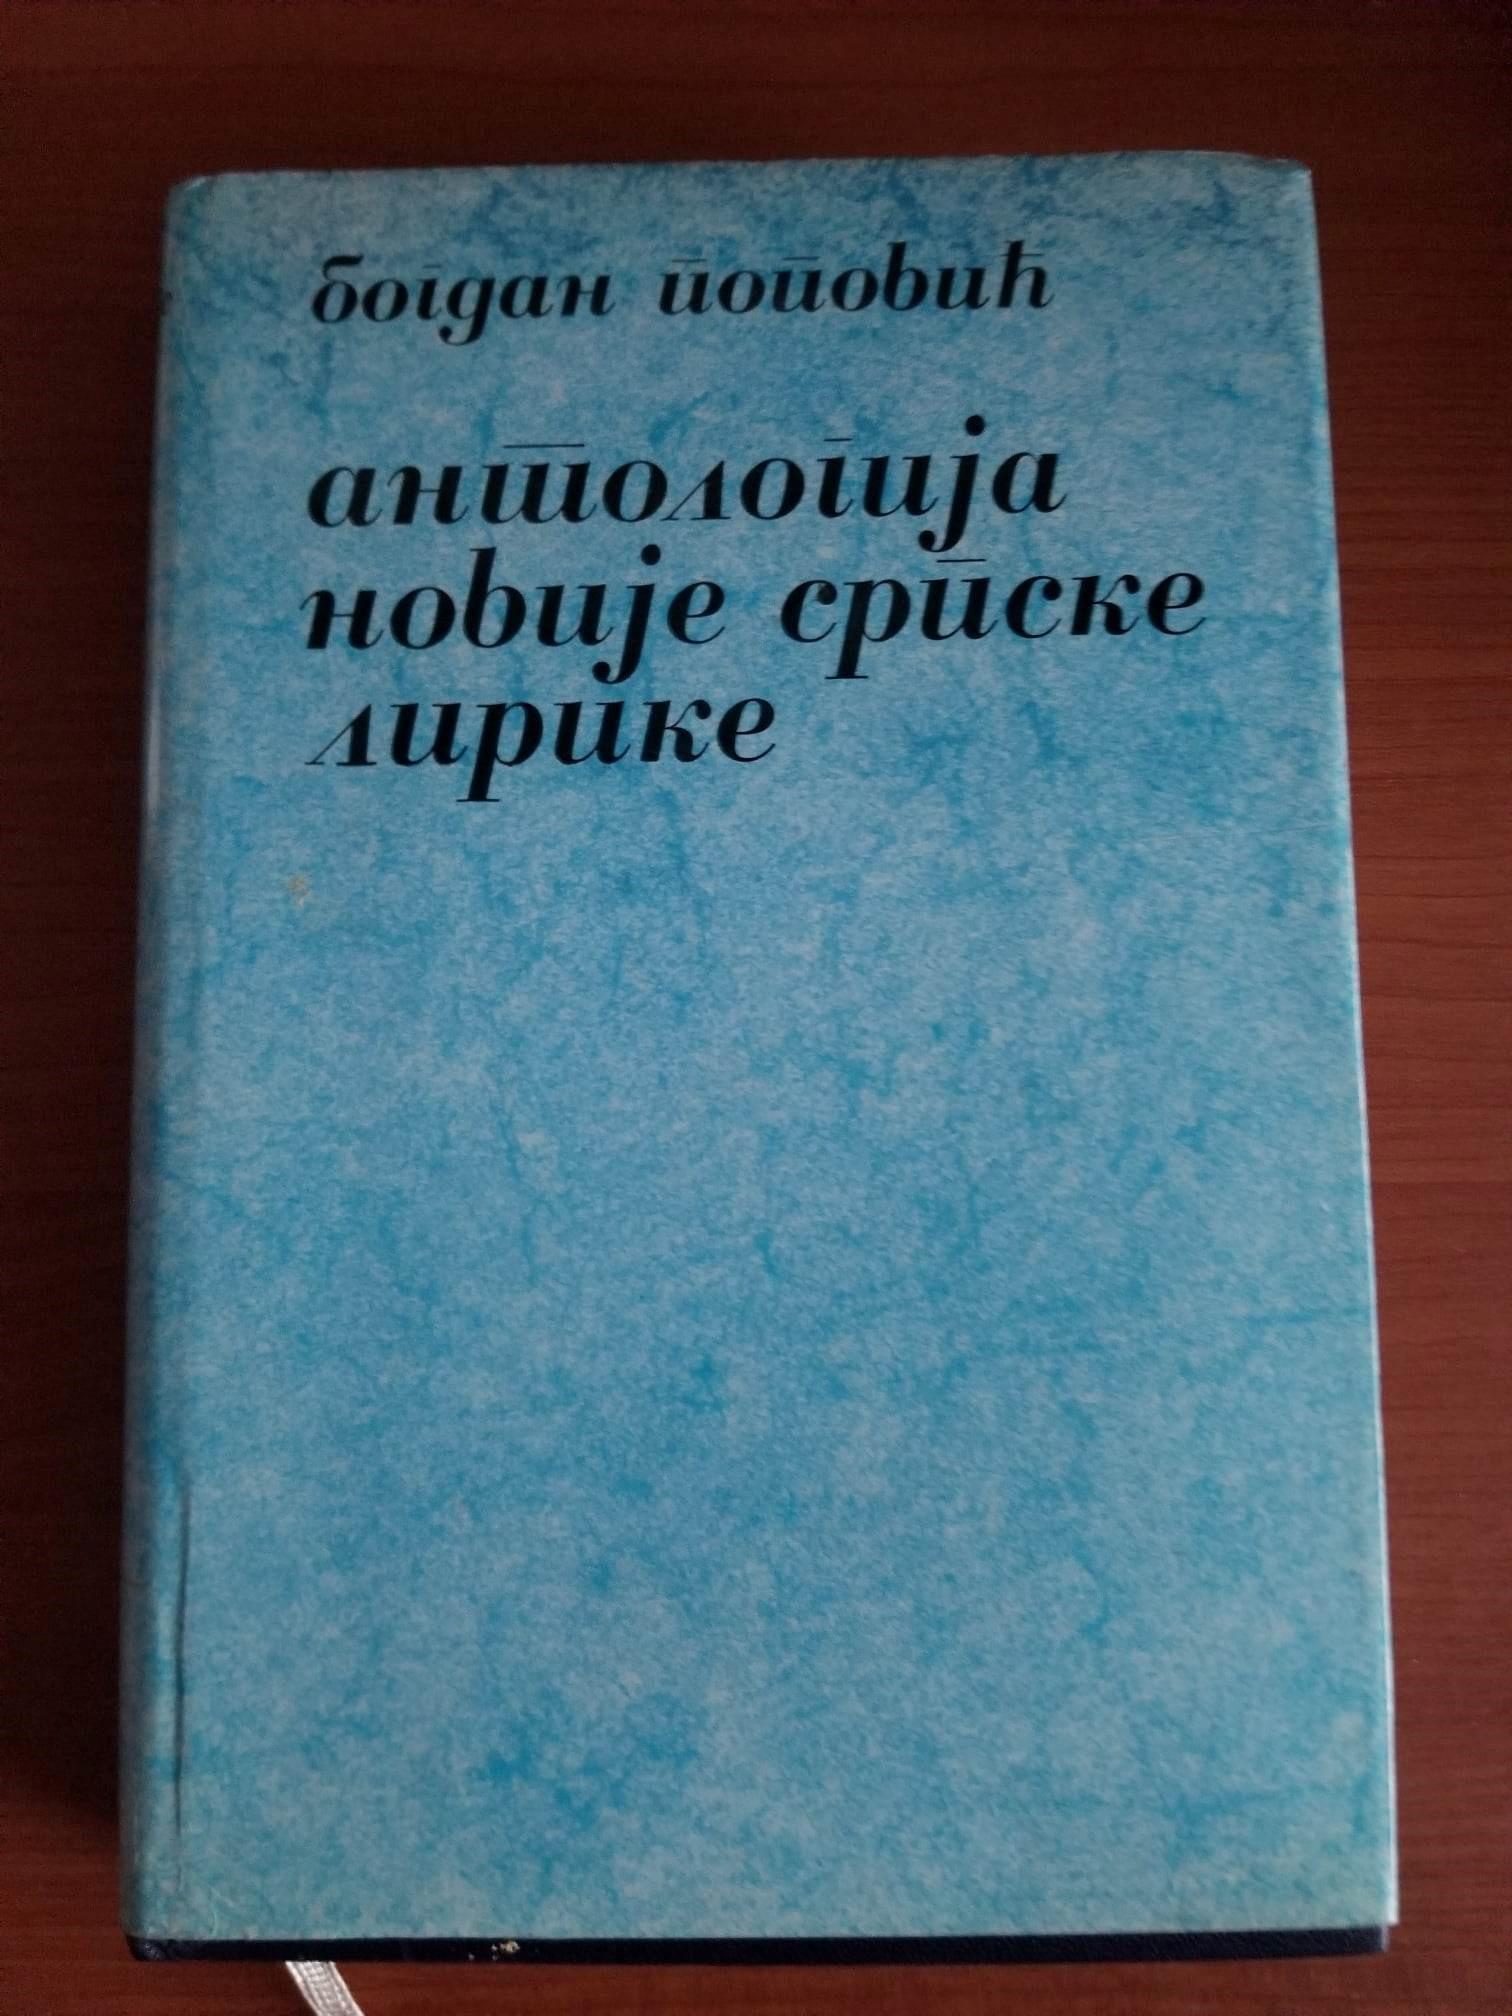 богдан поповић
антологија
новије српске
лирике